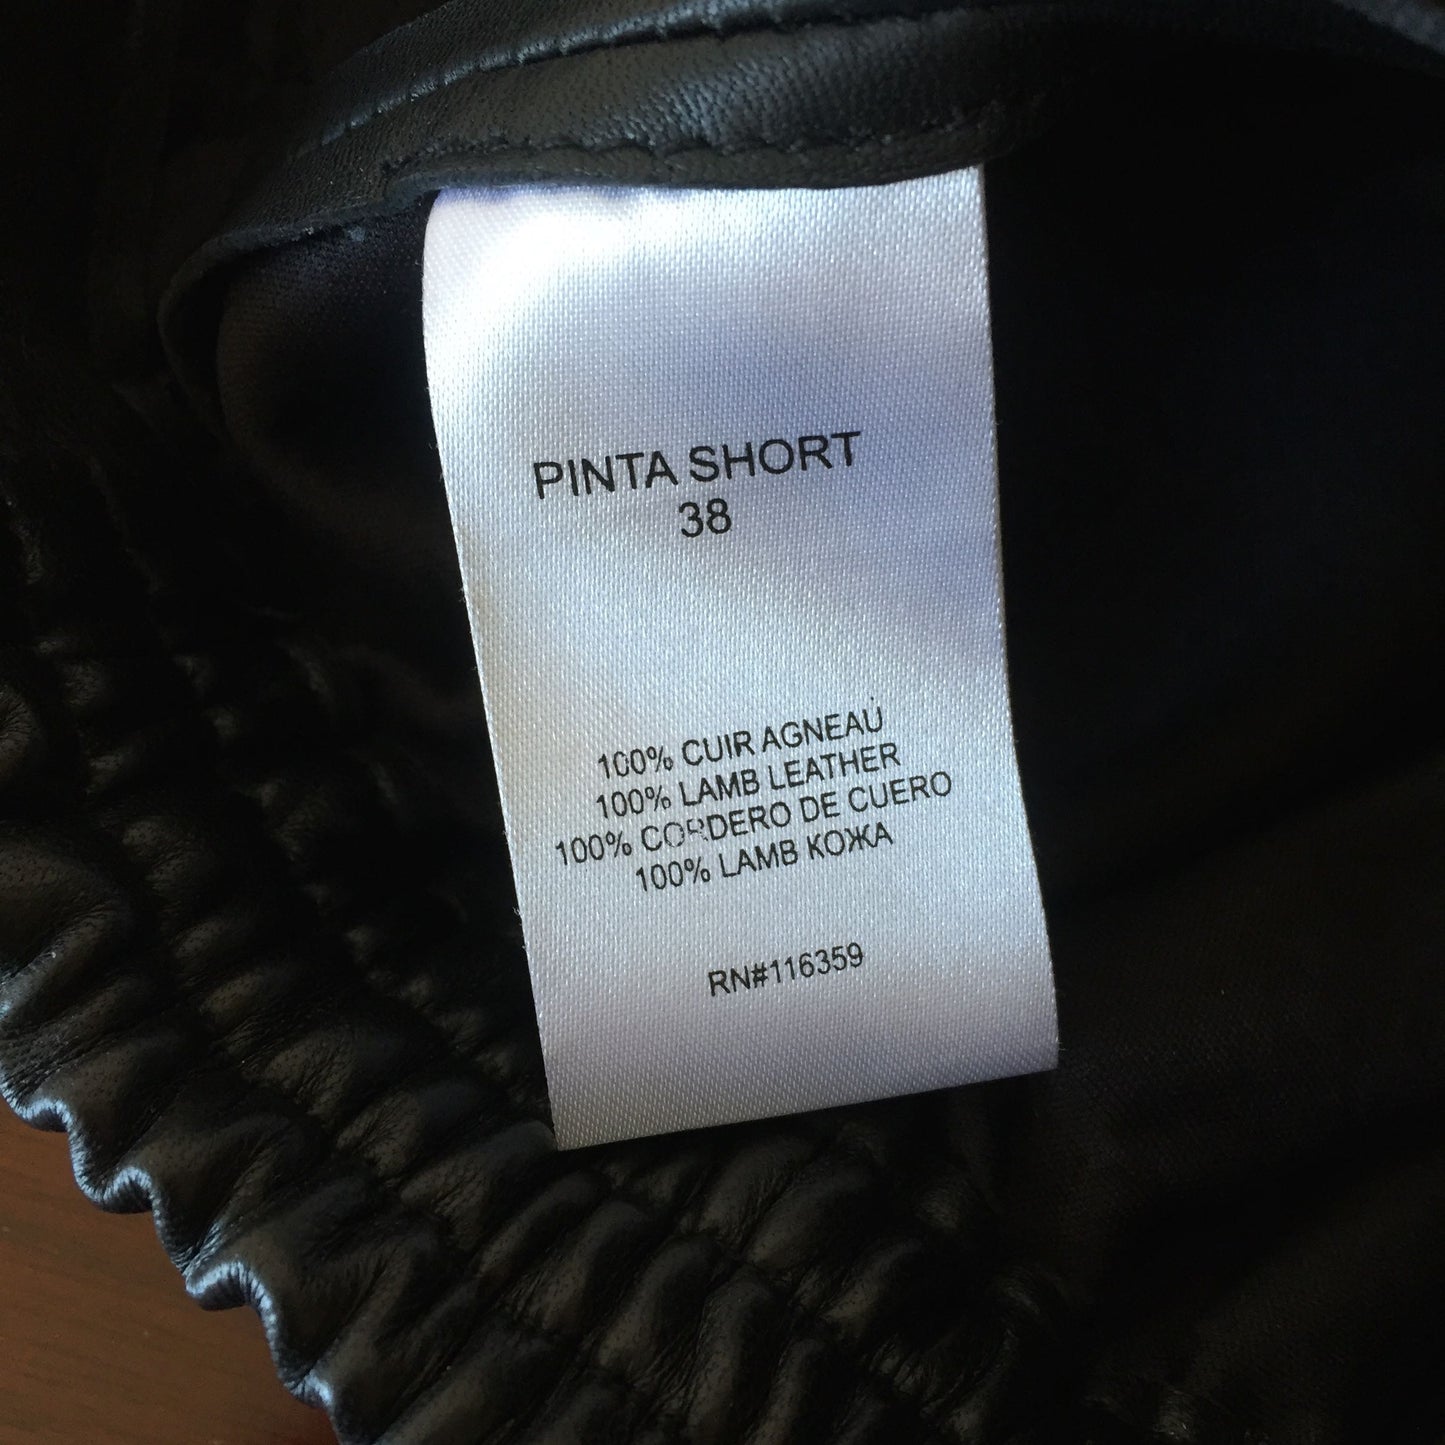 PINTA SHORT
38
100% CUIR AGNEAU
100% LAMB LEATHER
100% CORDERO DE CUERO
100% LAMB КОЖА
RN#116359